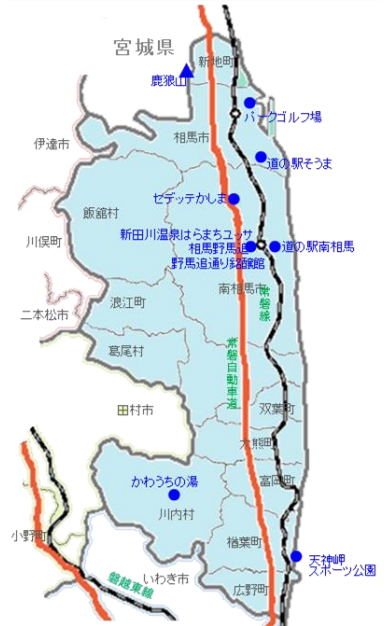 宮城県
新地町
鹿狼山
パークゴルフ場
相馬市
伊達市
道の駅そうま
セデッテかしま
飯舘村
新田川温泉はらまちユッサ
川俣町
相馬野馬追
道の駅南相馬
野馬追通り銘醸館
南相馬市
浪江町
常磐線
二本松市
葛尾村
常磐自動車道
田村市
双葉町
大熊町
富岡町
かわうちの湯
川内村
小野町
楢葉町
天神岬
スポーツ公園
いわき市
磐越東線
広野町